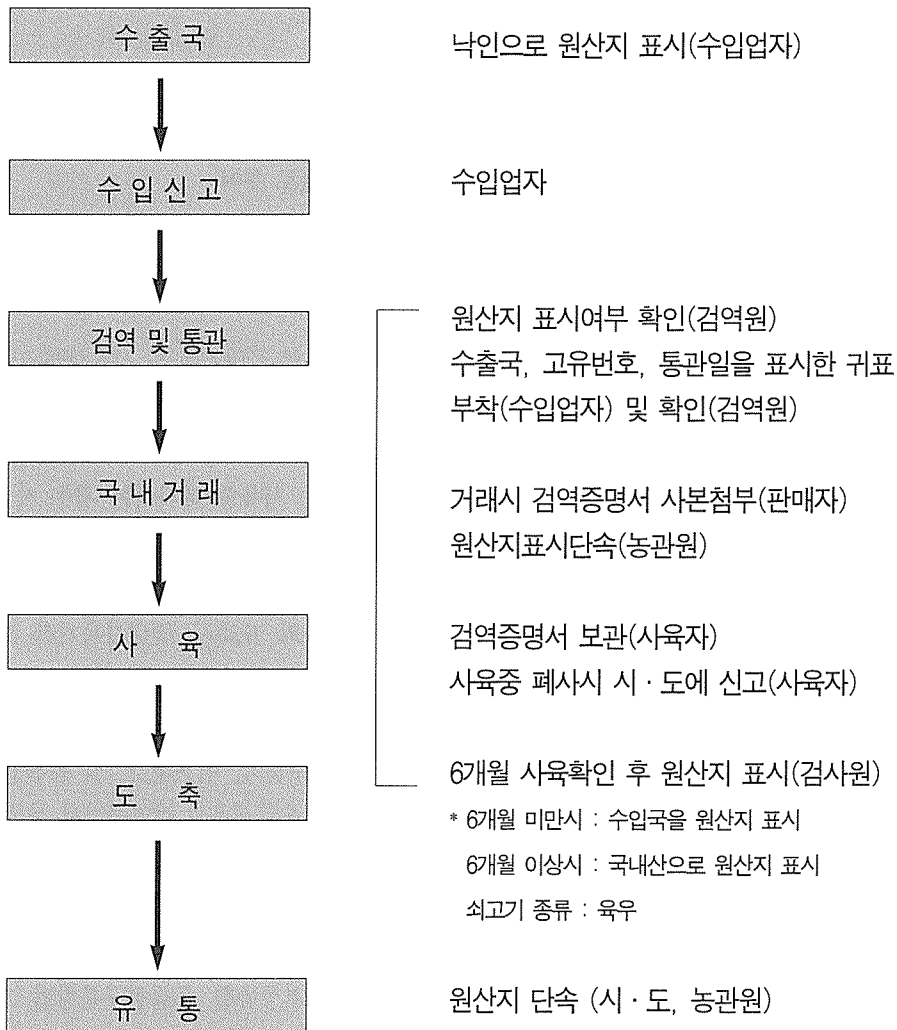 수 출 국
낙인으로 원산지 표시(수입업자)
수 입 신 고
수입업자
검역 및 통관
원산지 표시여부 확인(검역원)
수출국, 고유번호, 통관일을 표시한 귀표
부착(수입업자) 및 확인(검역원)
국 내 거 래
거래시 검역증명서 사본첨부(판매자)
원산지표시단속(농관원)
사 육
검역증명서 보관(사육자)
사육중 폐사시 시 · 도에 신고(사육자)
도 축
6개월 사육확인 후 원산지 표시(검사원)
* 6개월 미만시 : 수입국을 원산지 표시
6개월 이상시 : 국내산으로 원산지 표시
쇠고기 종류 : 육우
유 통
원산지 단속 (시 · 도, 농관원)